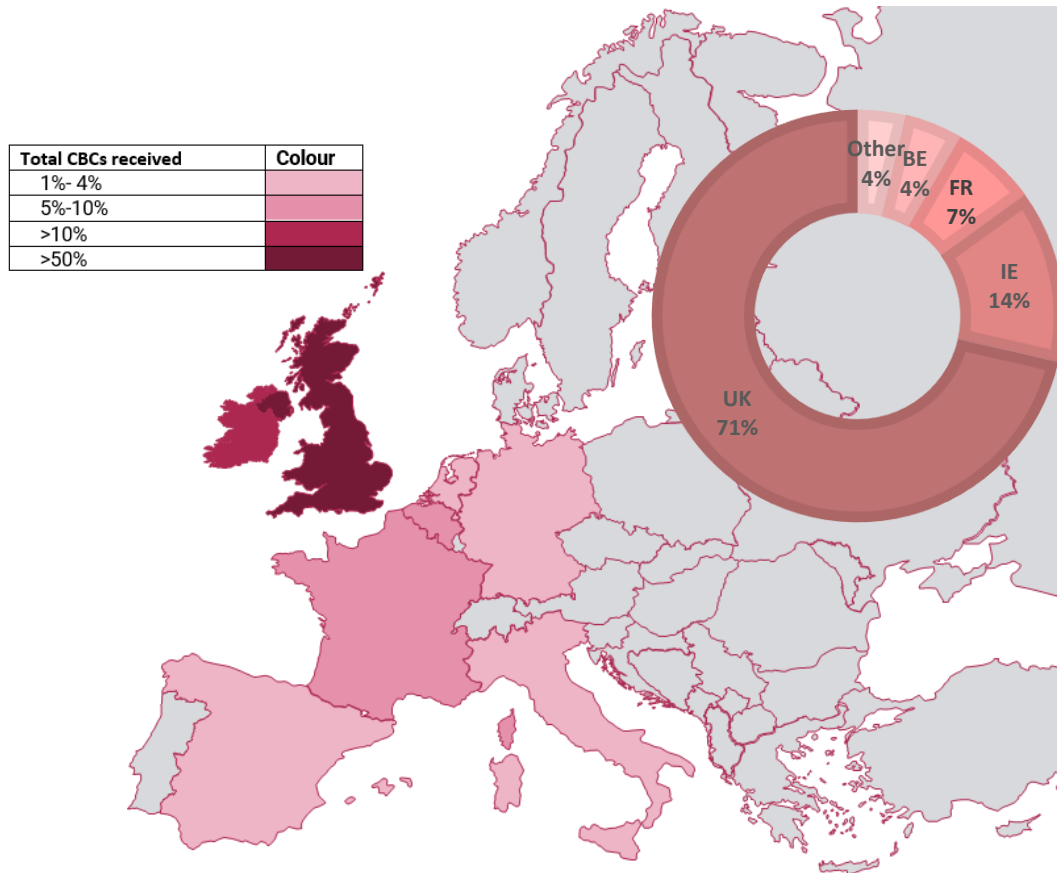 Total CBCs received Colour
1%- 4%
5%-10%
>10%
>50%
Other
4%
BE
4%
FR
7%
IE
14%
UK
71%